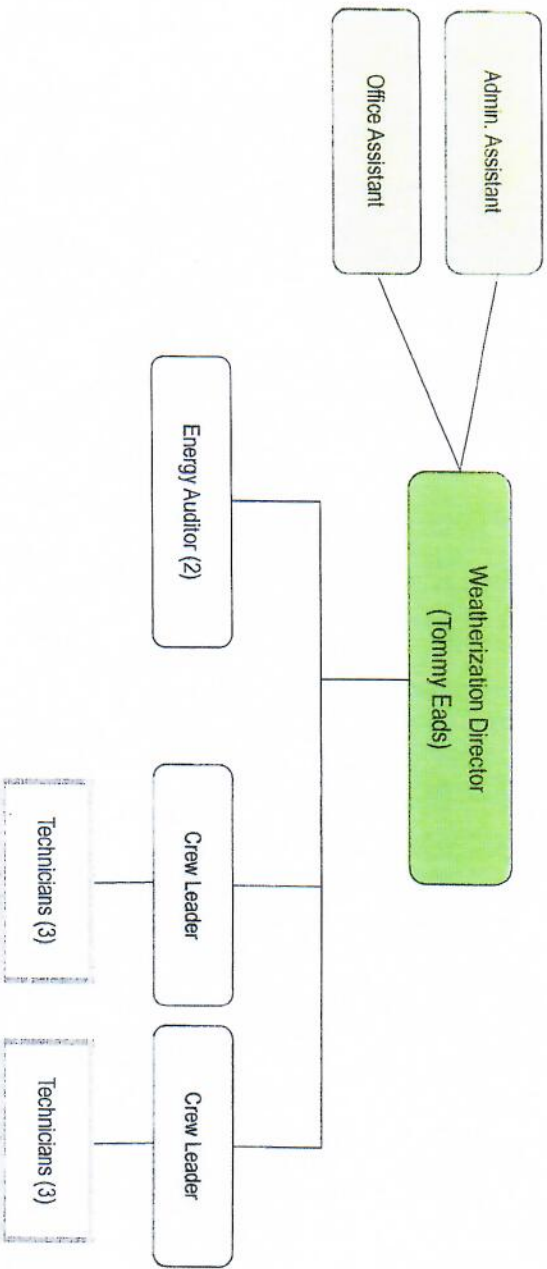 Admin. Assistant
Office Assistant
Weatherization Director
(Tommy Eads)
Energy Auditor (2)
Crew Leader
Crew Leader
Technicians (3)
Technicians (3)